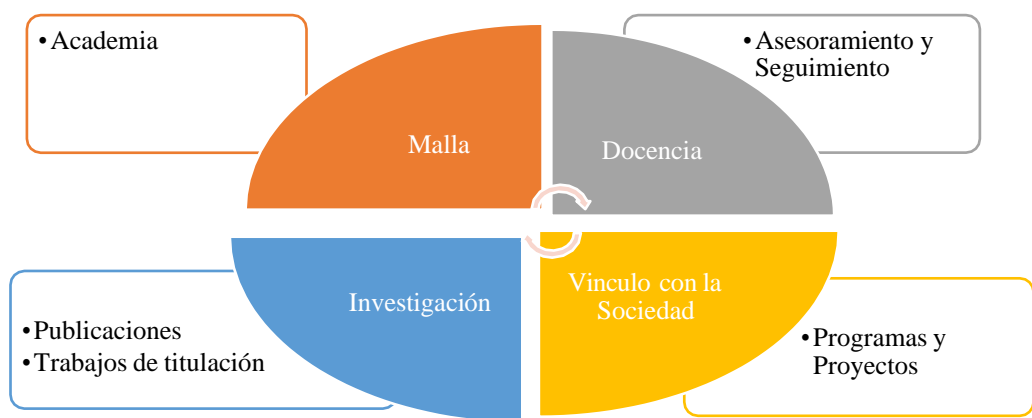 •Academia
•Asesoramiento y
Seguimiento
Malla
Docencia
Investigación
Vinculo con la
Sociedad
•Publicaciones
•Trabajos de titulación
•Programas y
Proyectos